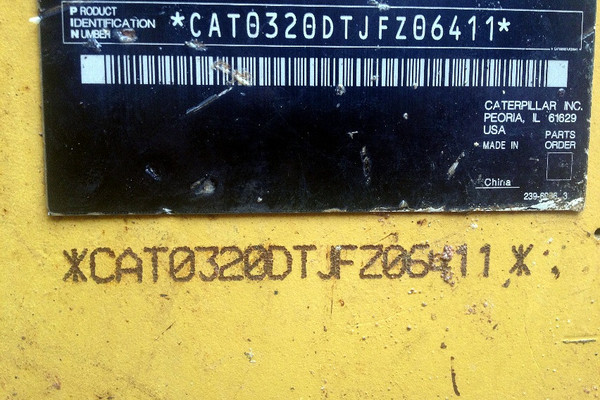 PRODUCT
IDENTIFICATION
NUMBER
*CAT0320DTJFZ06411*
CATERPILLAR INC.
PEORIA, IL 61629
USA
MADE IN
PARTS
ORDER
China
*CAT0320DTJFZ06411*